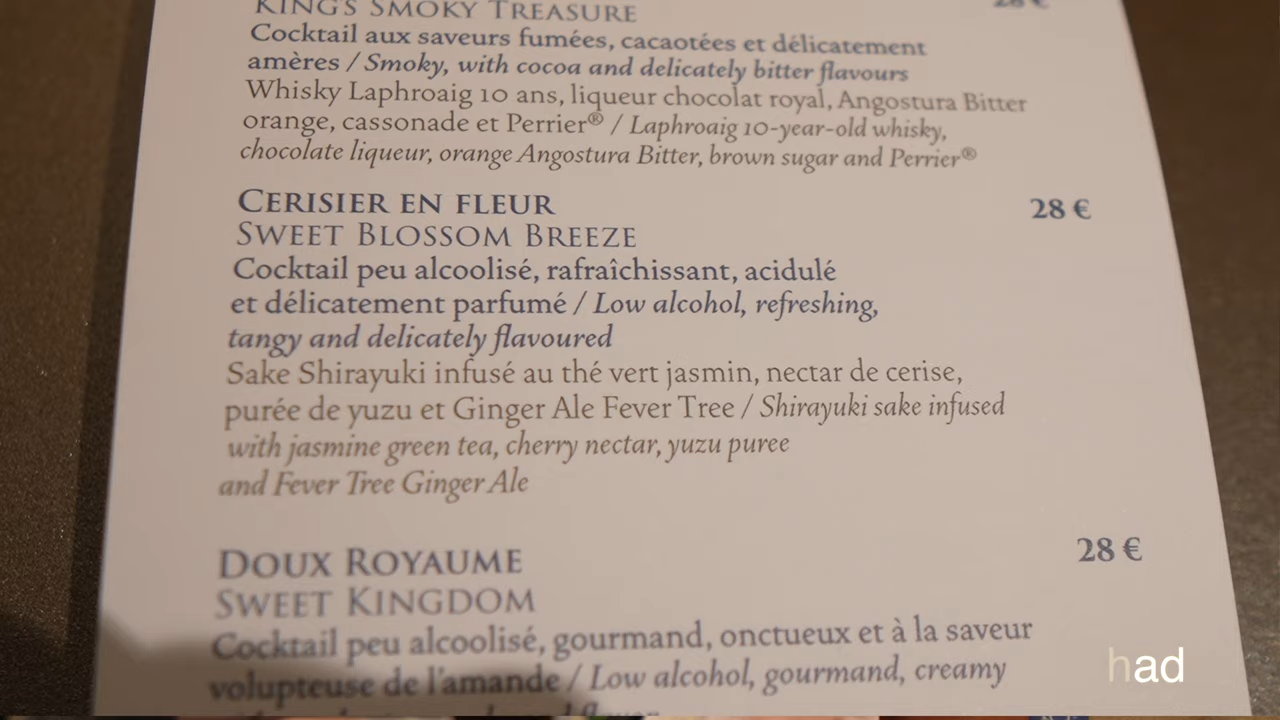 KING'S SMOKY TREASURE
28 €
Cocktail aux saveurs fumées, cacaotées et délicatement
amères / Smoky, with cocoa and delicately bitter flavours
Whisky Laphroaig 10 ans, liqueur chocolat royal, Angostura Bitter
orange, cassonade et Perrier® / Laphroaig 10-year-old whisky,
chocolate liqueur, orange Angostura Bitter, brown sugar and Perrier®
CERISIER EN FLEUR
28 €
SWEET BLOSSOM BREEZE
Cocktail peu alcoolisé, rafraîchissant, acidulé
et délicatement parfumé / Low alcohol, refreshing,
tangy and delicately flavoured
Sake Shirayuki infusé au thé vert jasmin, nectar de cerise,
purée de yuzu et Ginger Ale Fever Tree / Shirayuki sake infused
with jasmine green tea, cherry nectar, yuzu puree
and Fever Tree Ginger Ale
DOUX ROYAUME
28 €
SWEET KINGDOM
Cocktail peu alcoolisé, gourmand, onctueux et à la saveur
volupteuse de l'amande / Low alcohol, gourmand, creamy
had